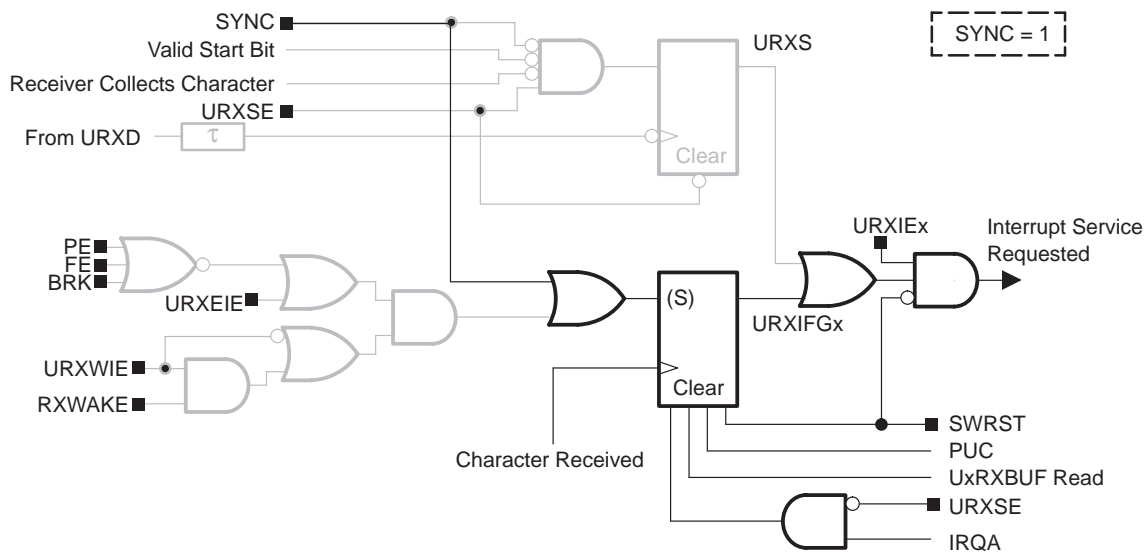 SYNC
SYNC = 1
Valid Start Bit
URXS
Receiver Collects Character
URXSE
From URXD
τ
Clear
URXIEx
Interrupt Service
Requested
PE
FE
BRK
URXEIE
(S)
URXIFGx
URXWIE
Clear
RXWAKE
SWRST
Character Received
PUC
UxRXBUF Read
URXSE
IRQA